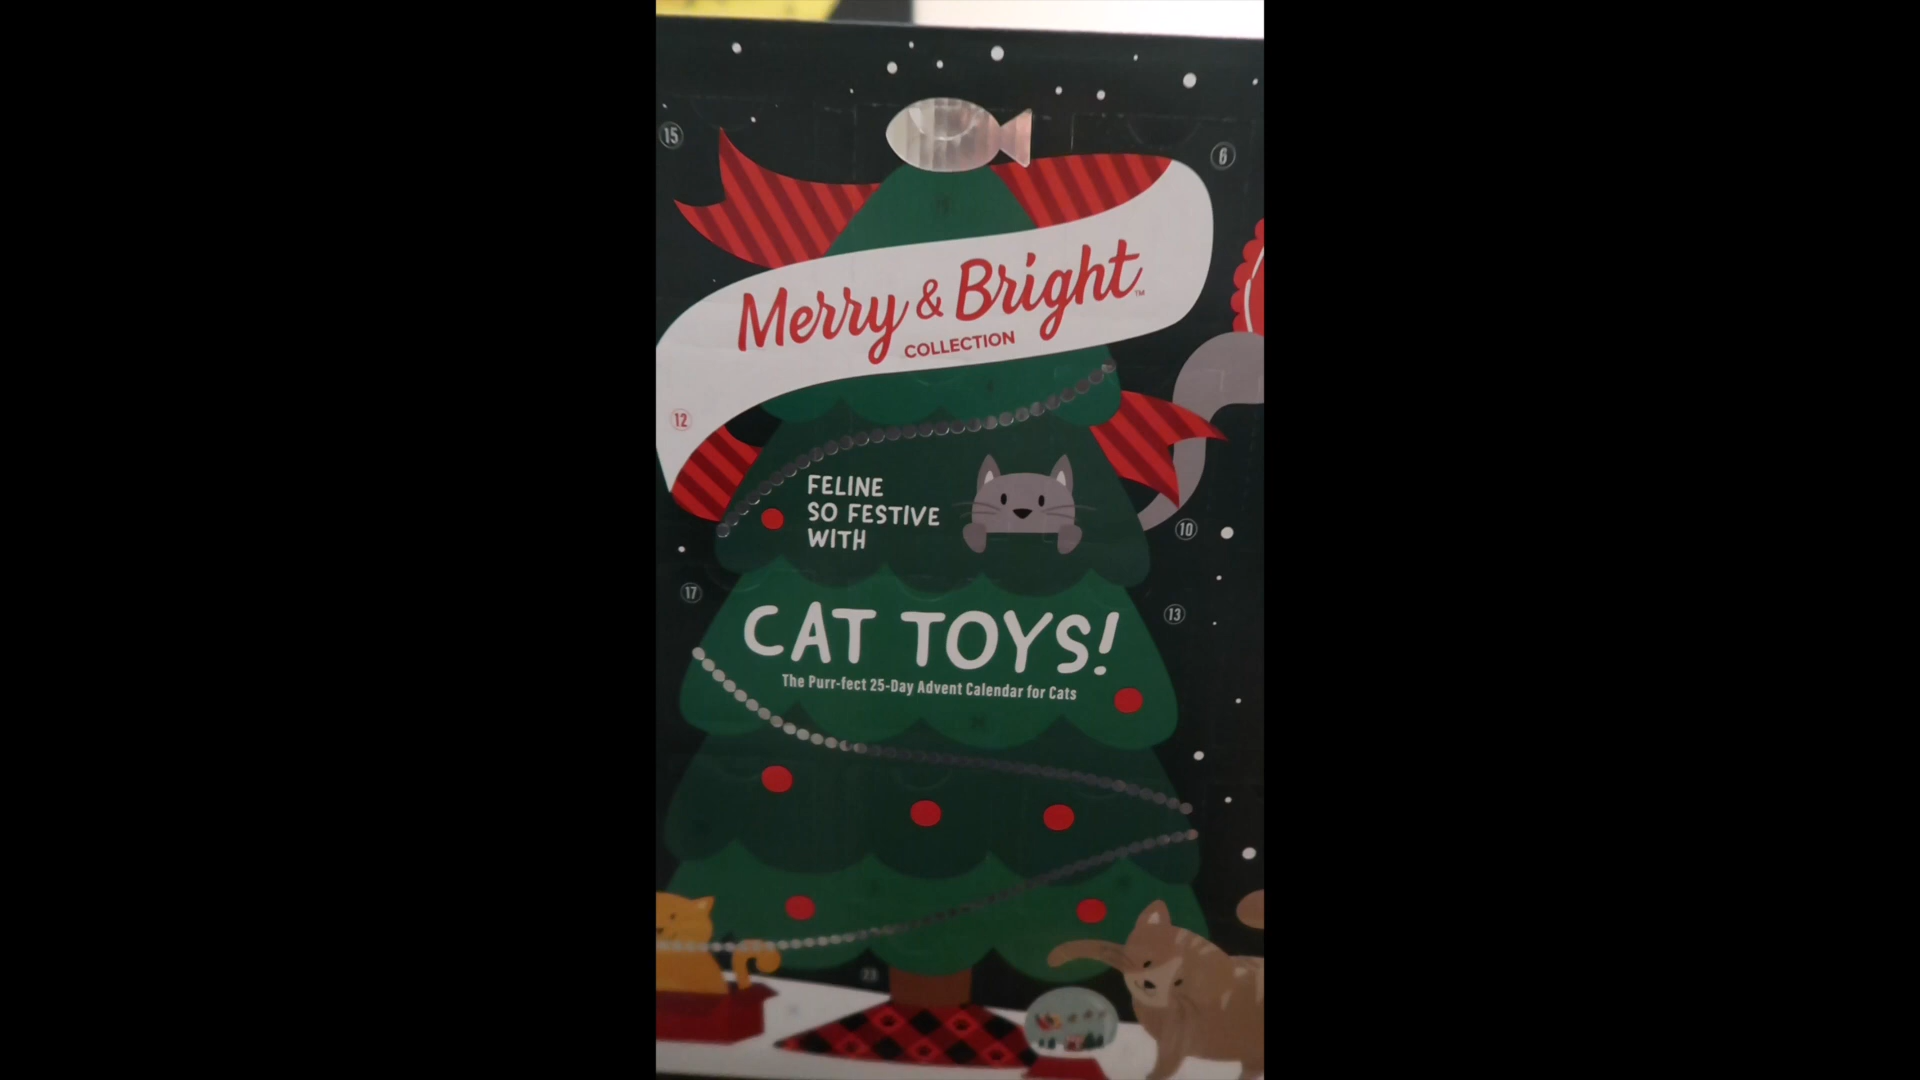 15
6
Merry & Bright™
COLLECTION
12
FELINE
SO FESTIVE
WITH
10
17
13
CAT TOYS!
The Purr-fect 25-Day Advent Calendar for Cats
23